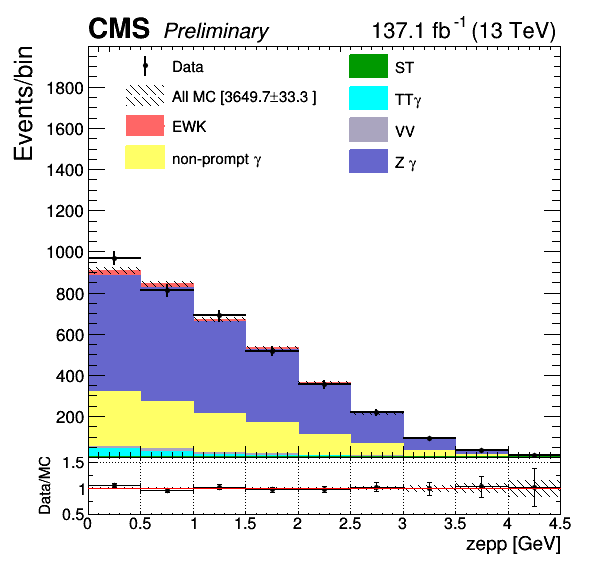 CMS Preliminary 137.1 fb⁻¹ (13 TeV)
Events/bin
1800
1600
1400
1200
1000
800
600
400
200
Data
All MC [3649.7±33.3 ]
EWK
non-prompt γ
ST
TTγ
VV
Z γ
Data/MC
1.5
1
0.5
0 0.5 1 1.5 2 2.5 3 3.5 4 4.5
zepp [GeV]